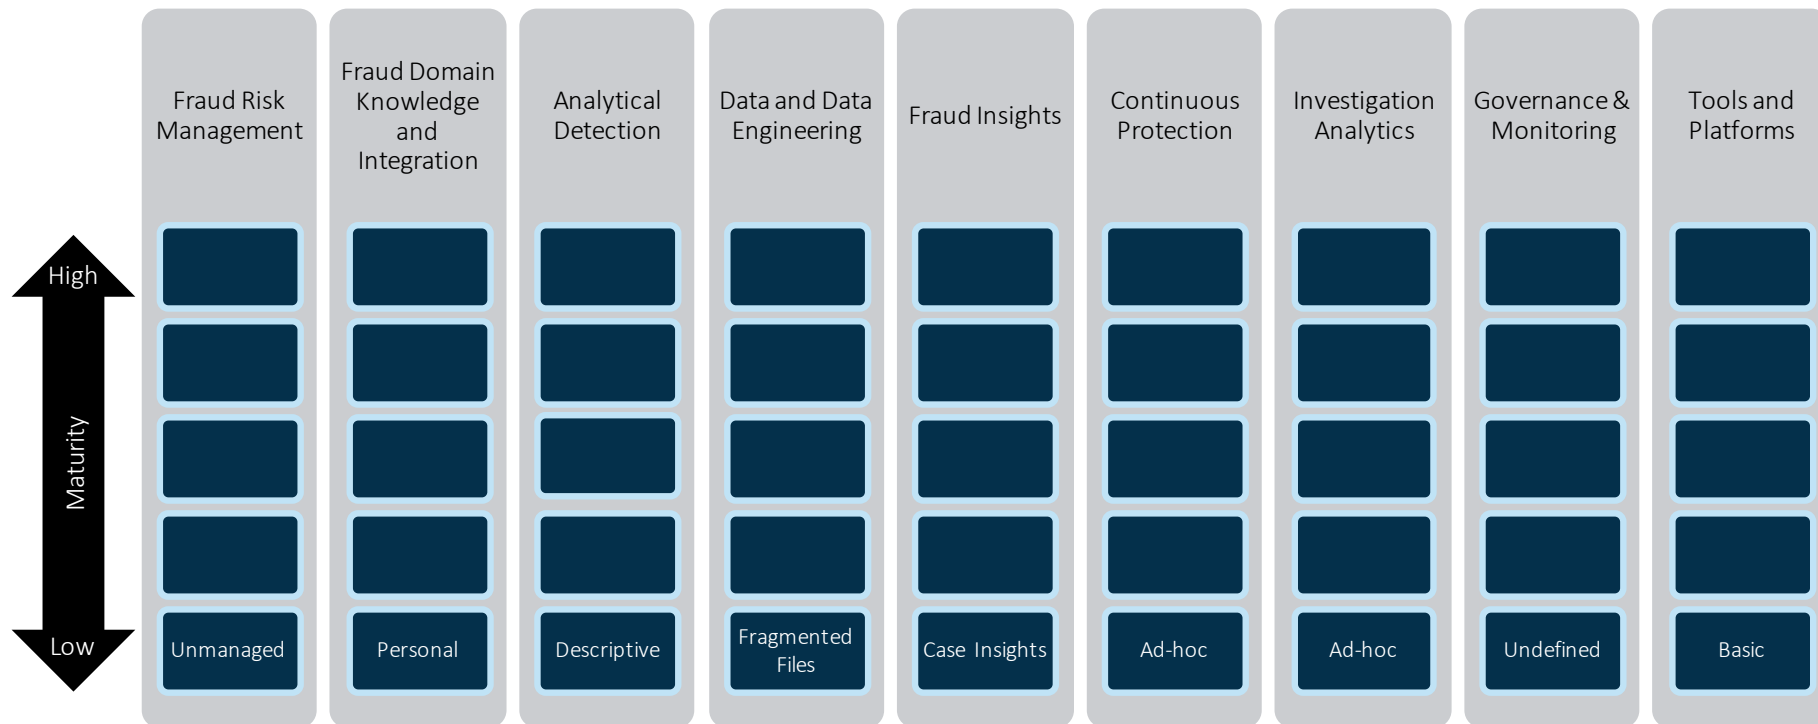 Fraud Risk
Management
Fraud Domain
Knowledge
and
Integration
Analytical
Detection
Data and Data
Engineering
Fraud Insights
Continuous
Protection
Investigation
Analytics
Governance &
Monitoring
Tools and
Platforms
High
Maturity
Low
Unmanaged
Personal
Descriptive
Fragmented
Files
Case Insights
Ad-hoc
Ad-hoc
Undefined
Basic